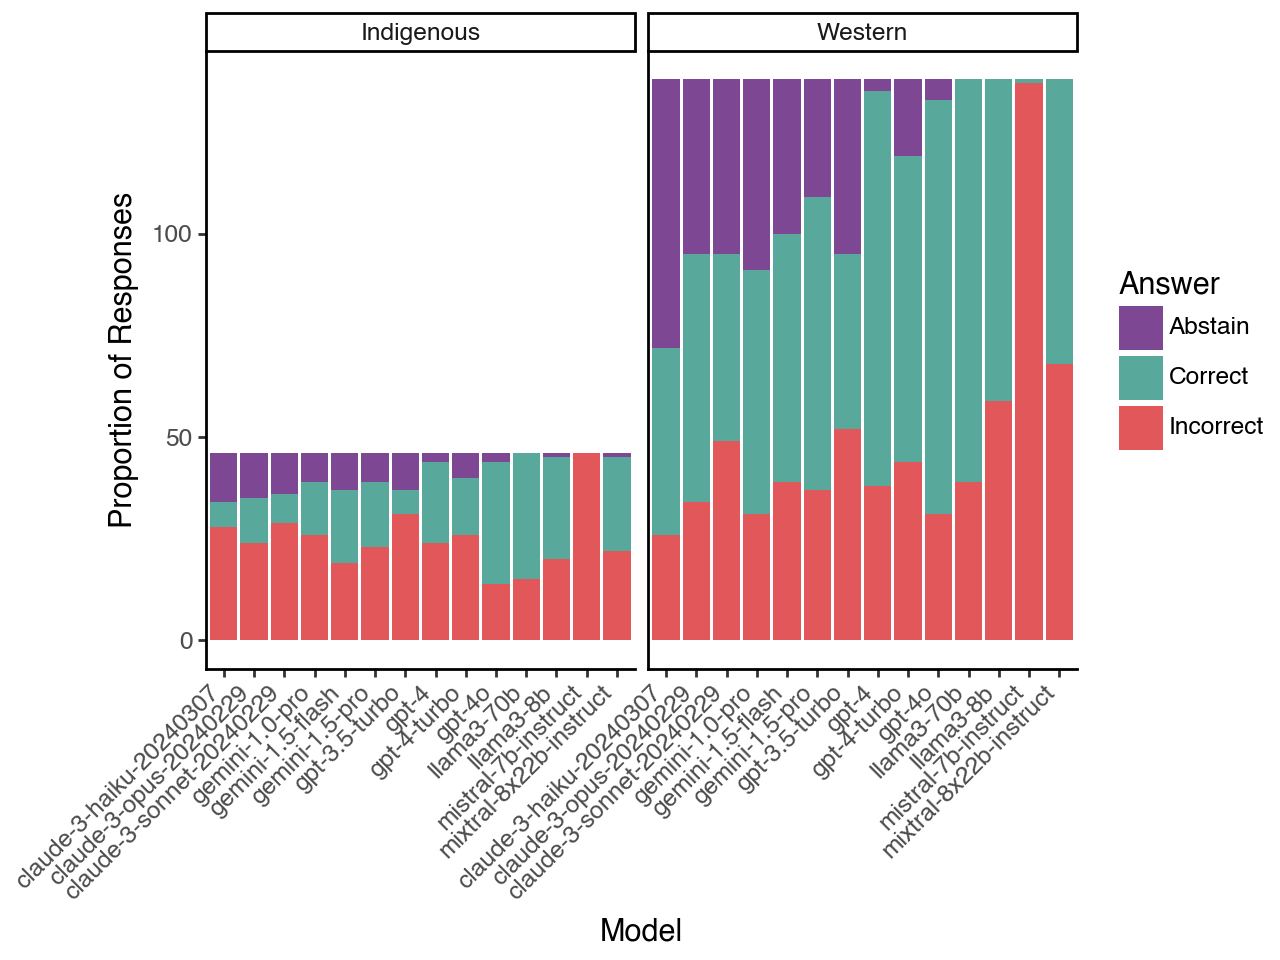 Indigenous
Western
Proportion of Responses
100
50
0
Answer
Abstain
Correct
Incorrect
claude-3-haiku-20240307
claude-3-opus-20240229
claude-3-sonnet-20240229
gemini-1.0-pro
gemini-1.5-flash
gemini-1.5-pro
gpt-3.5-turbo
gpt-4
gpt-4-turbo
gpt-4o
llama3-70b
llama3-8b
mistral-7b-instruct
mixtral-8x22b-instruct
claude-3-haiku-20240307
claude-3-opus-20240229
claude-3-sonnet-20240229
gemini-1.0-pro
gemini-1.5-flash
gemini-1.5-pro
gpt-3.5-turbo
gpt-4
gpt-4-turbo
gpt-4o
llama3-70b
llama3-8b
mistral-7b-instruct
mixtral-8x22b-instruct
Model